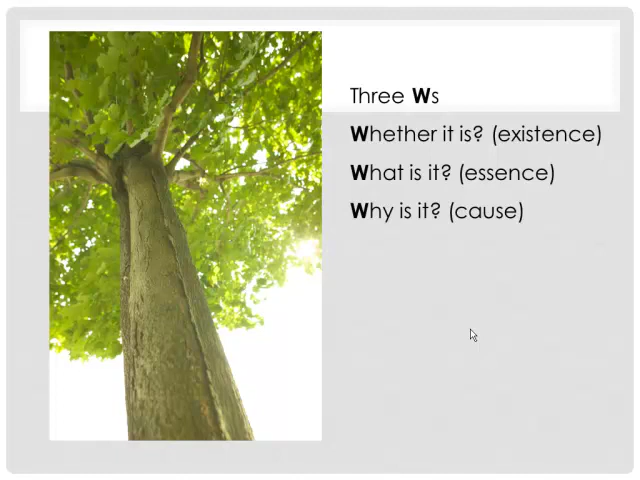 Three Ws
Whether it is? (existence)
What is it? (essence)
Why is it? (cause)